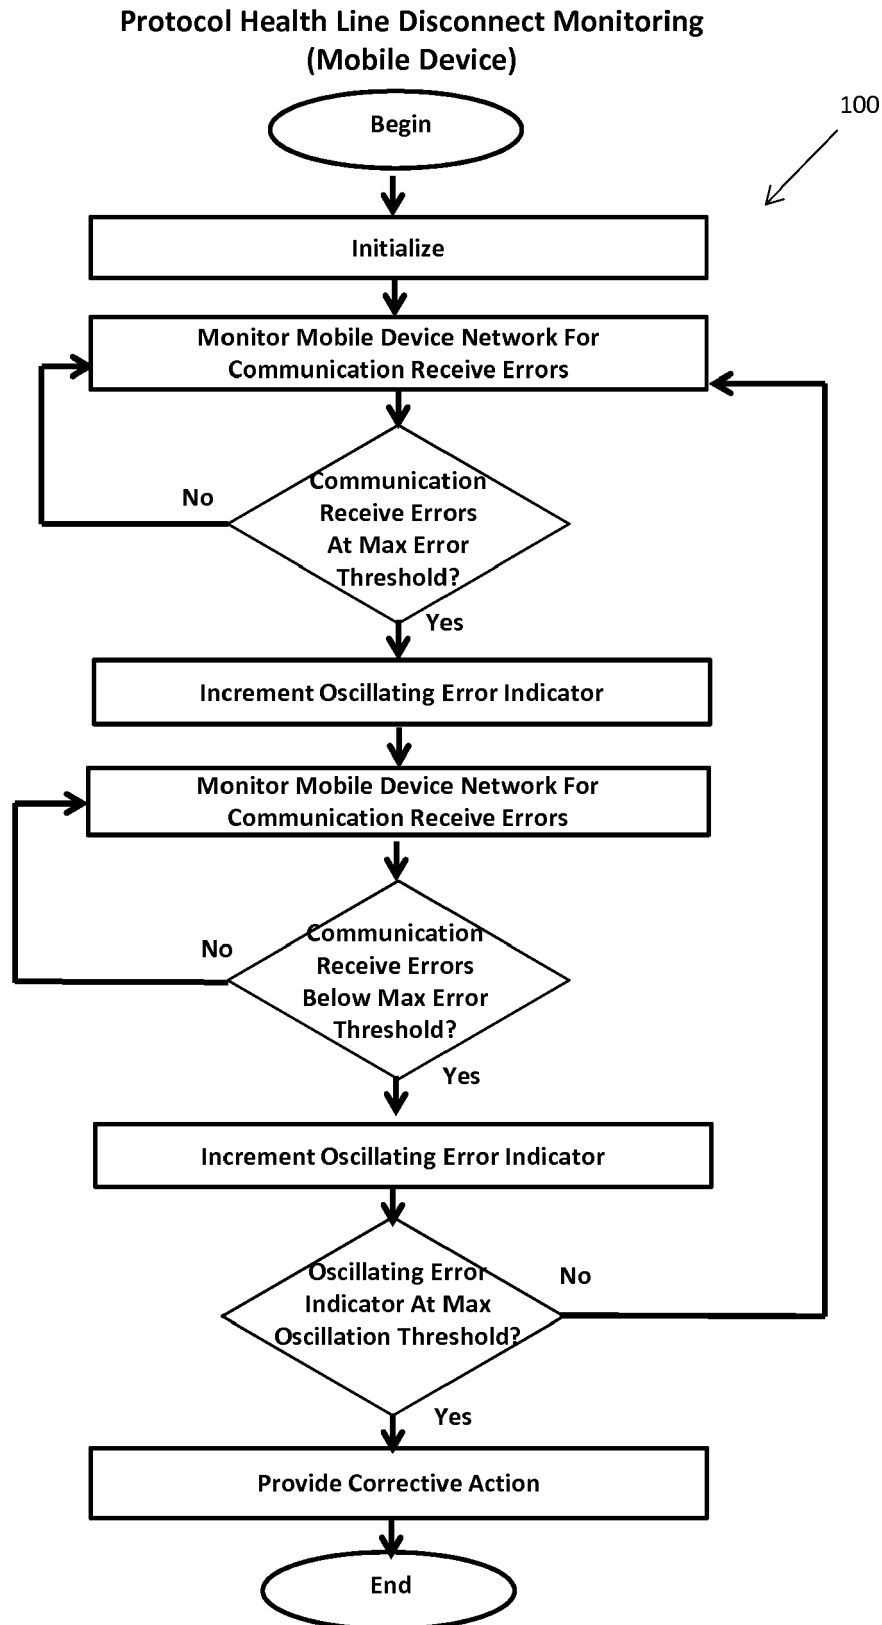 Protocol Health Line Disconnect Monitoring
(Mobile Device)
Begin
100
Initialize
Monitor Mobile Device Network For
Communication Receive Errors
Communication
Receive Errors
At Max Error
Threshold?
No
Yes
Increment Oscillating Error Indicator
Monitor Mobile Device Network For
Communication Receive Errors
Communication
Receive Errors
Below Max Error
Threshold?
No
Yes
Increment Oscillating Error Indicator
Oscillating Error
Indicator At Max
Oscillation Threshold?
No
Yes
Provide Corrective Action
End